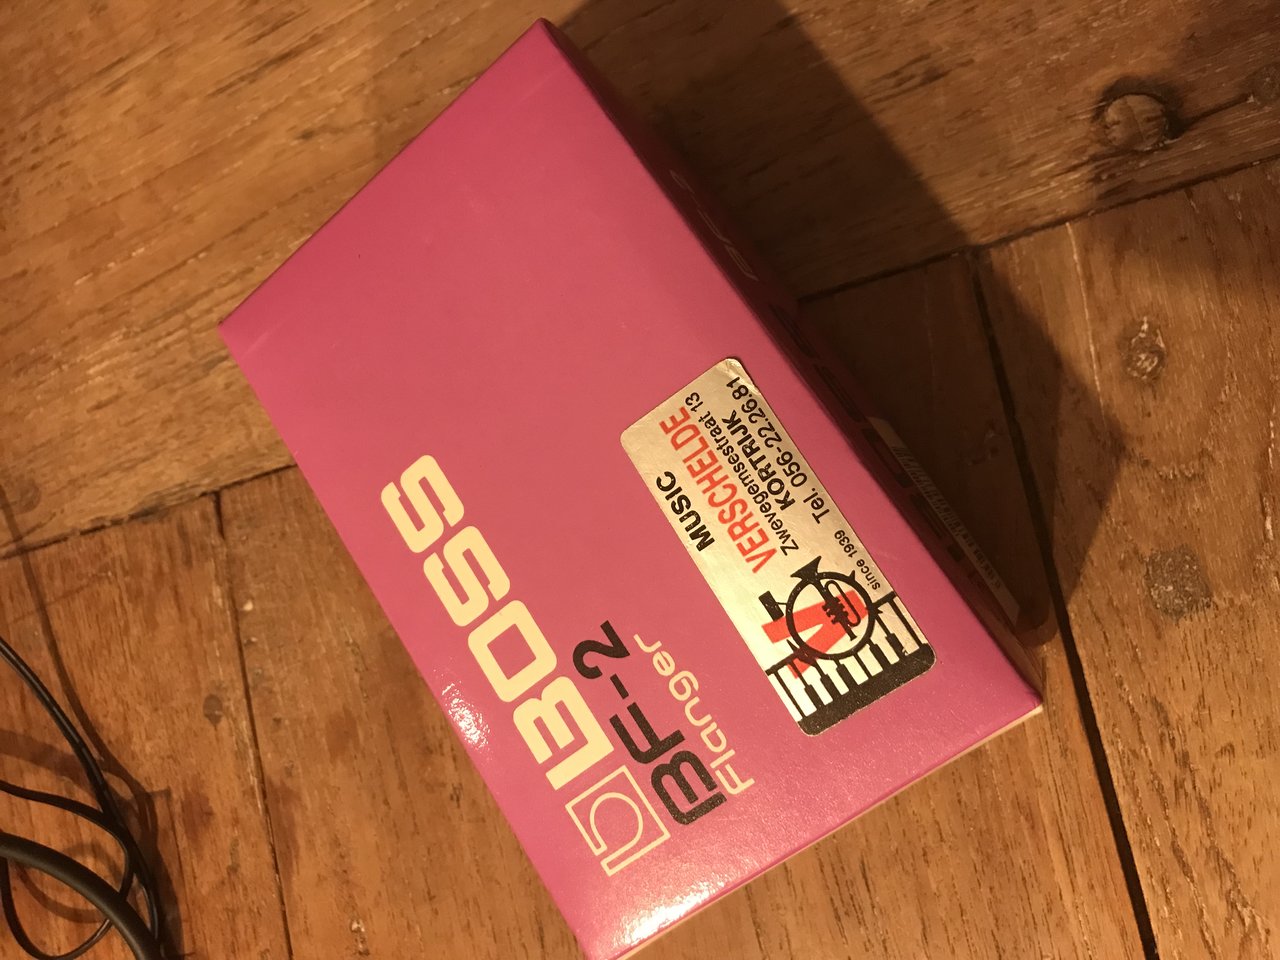 BOSS
BF-2
Flanger
MUSIC
VERSCHELDE
Zwevegemsestraat 13
KORTRIJK
since 1939 Tel. 056-22.26.81